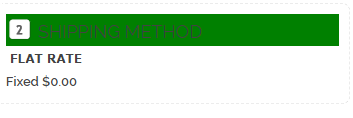 2 SHIPPING METHOD
FLAT RATE
Fixed $0.00